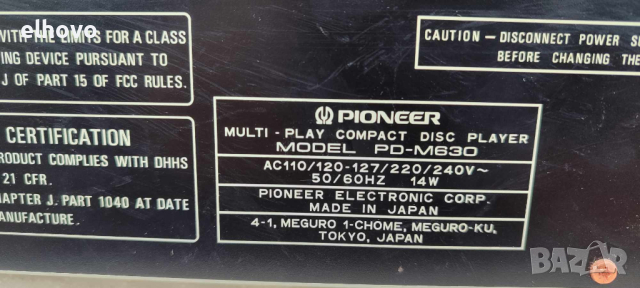 elhovo
WITH THE LIMITS FOR A CLASS
ING DEVICE PURSUANT TO
J OF PART 15 OF FCC RULES.
CERTIFICATION
PRODUCT COMPLIES WITH DHHS
21 CFR.
HAPTER J. PART 1040 AT DATE
MANUFACTURE.
CAUTION – DISCONNECT POWER S
BEFORE CHANGING THE
PIONEER
MULTI - PLAY COMPACT DISC PLAYER
MODEL PD-M630
AC110/120-127/220/240V~
50/60HZ 14W
PIONEER ELECTRONIC CORP.
MADE IN JAPAN
4-1, MEGURO 1-CHOME, MEGURO-KU,
TOKYO, JAPAN
BAZAR